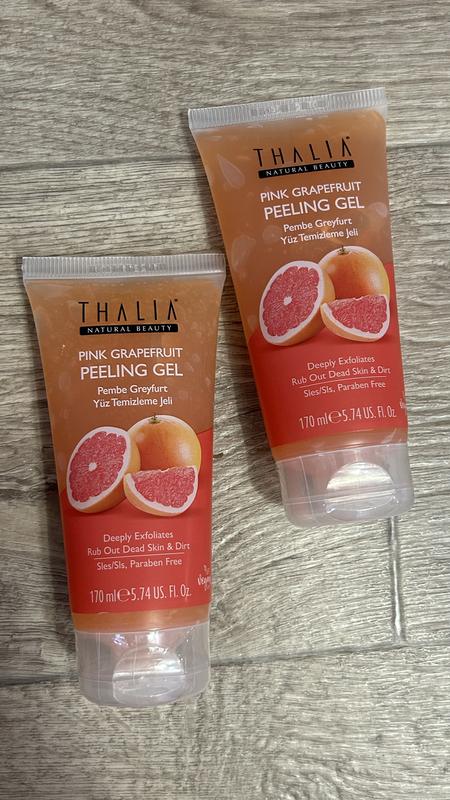 THALIA
NATURAL BEAUTY
PINK GRAPEFRUIT
PEELING GEL
Pembe Greyfurt
Yüz Temizleme Jeli
Deeply Exfoliates
Rub Out Dead Skin & Dirt
Sles/Sls, Paraben Free
170 ml℮5.74 US. Fl. Oz.
THALIA
NATURAL BEAUTY
PINK GRAPEFRUIT
PEELING GEL
Pembe Greyfurt
Yüz Temizleme Jeli
Deeply Exfoliates
Rub Out Dead Skin & Dirt
Sles/Sls, Paraben Free
170 ml℮5.74 US. Fl. Oz.